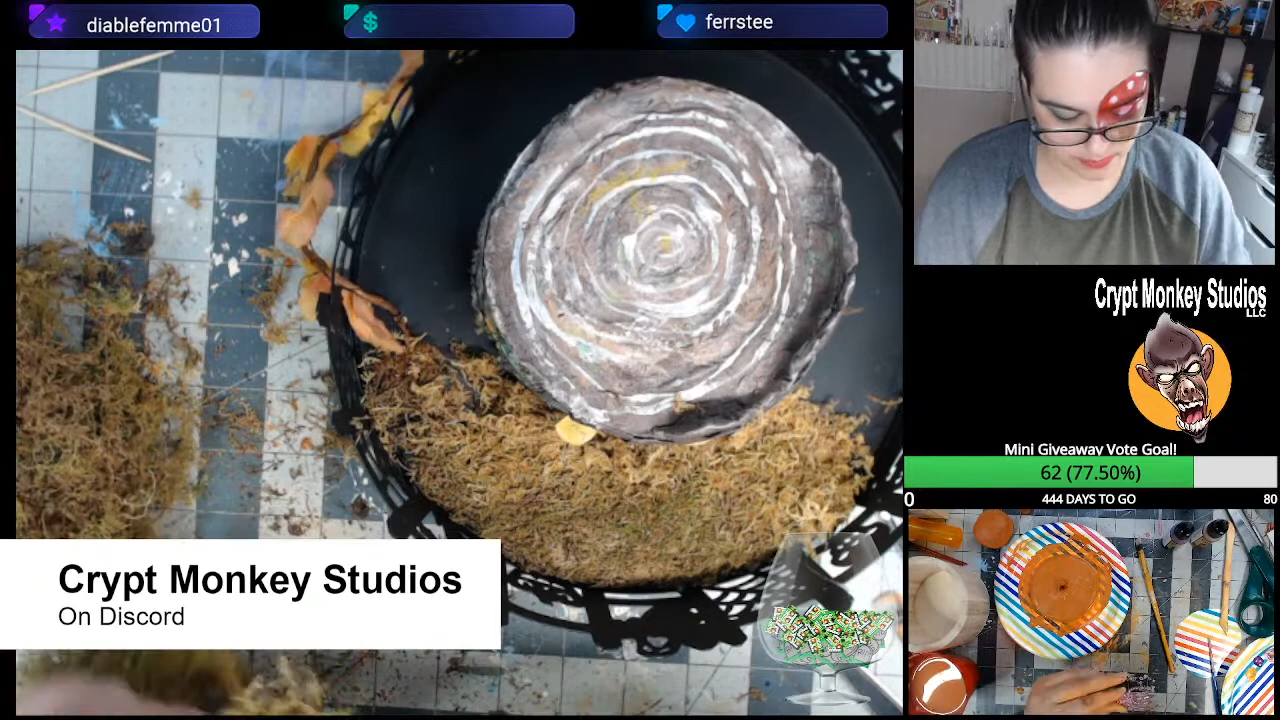 diablefemme01
$
ferrstee
Crypt Monkey Studios
LLC
Mini Giveaway Vote Goal!
62 (77.50%)
0
444 DAYS TO GO
80
Crypt Monkey Studios
On Discord